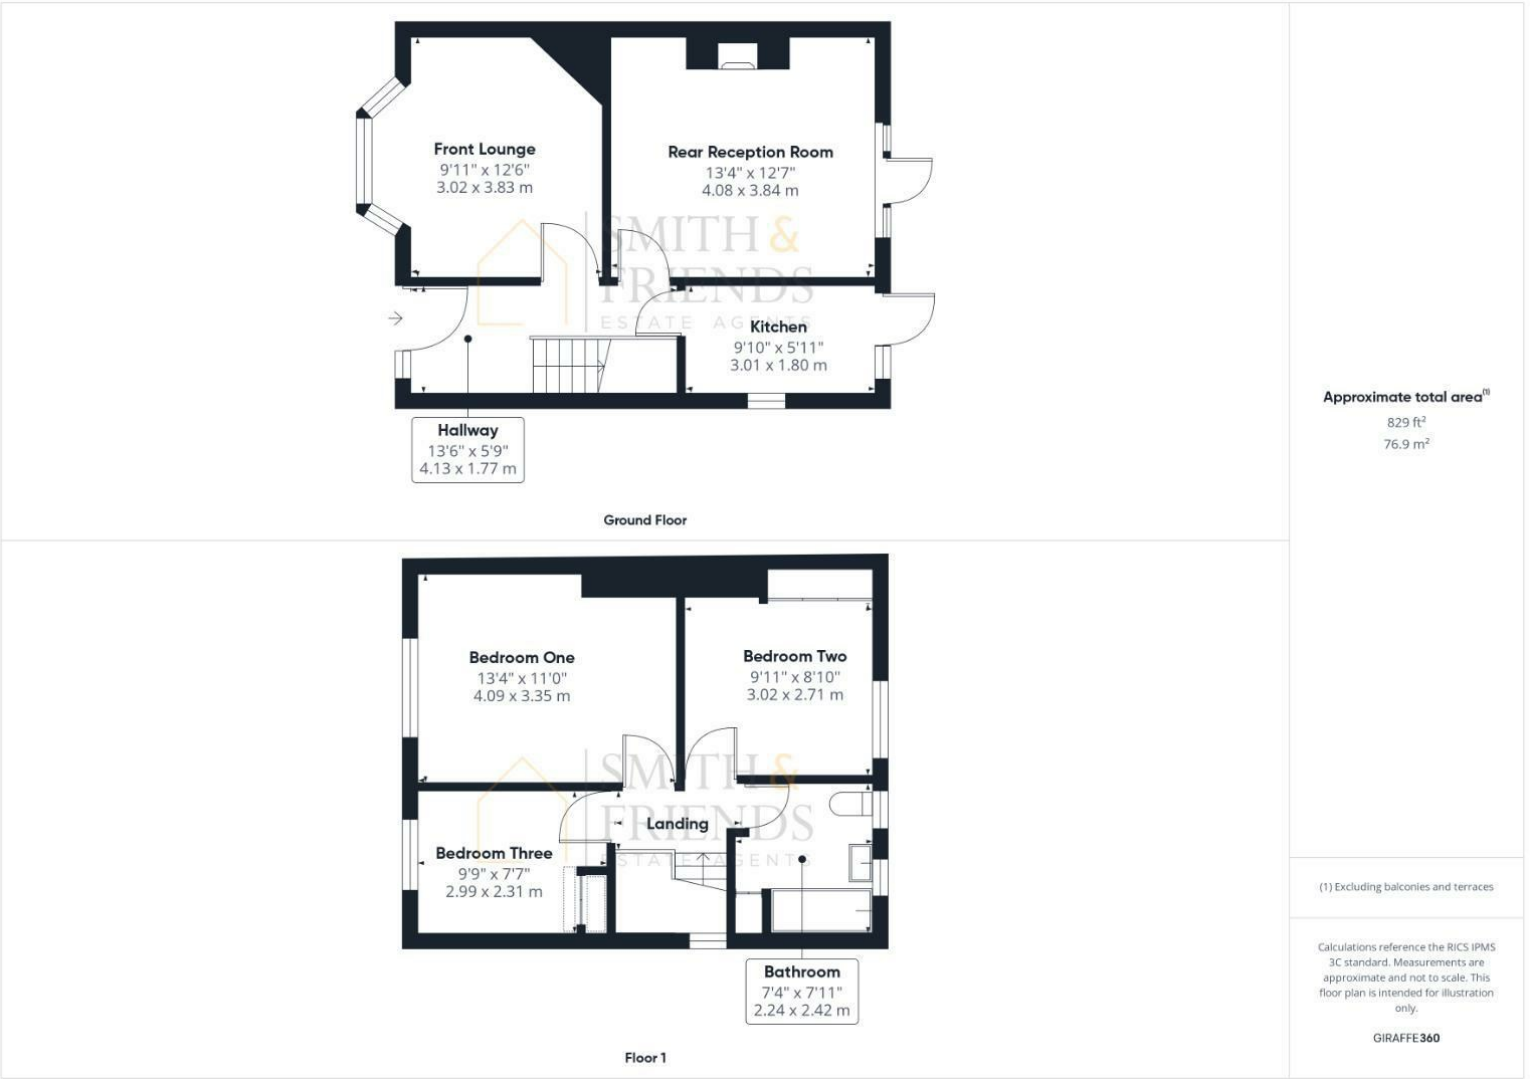 Front Lounge
9'11" x 12'6"
3.02 x 3.83 m
Rear Reception Room
13'4" x 12'7"
4.08 x 3.84 m
SMITH &
FRIENDS
ESTATE AGENTS
Kitchen
9'10" x 5'11"
3.01 x 1.80 m
Hallway
13'6" x 5'9"
4.13 x 1.77 m
Ground Floor
Approximate total area(1)
829 ft²
76.9 m²
Bedroom One
13'4" x 11'0"
4.09 x 3.35 m
Bedroom Two
9'11" x 8'10"
3.02 x 2.71 m
SMITH &
FRIENDS
ESTATE AGENTS
Landing
Bedroom Three
9'9" x 7'7"
2.99 x 2.31 m
Bathroom
7'4" x 7'11"
2.24 x 2.42 m
Floor 1
(1) Excluding balconies and terraces
Calculations reference the RICS IPMS
3C standard. Measurements are
approximate and not to scale. This
floor plan is intended for illustration
only.
GIRAFFE360